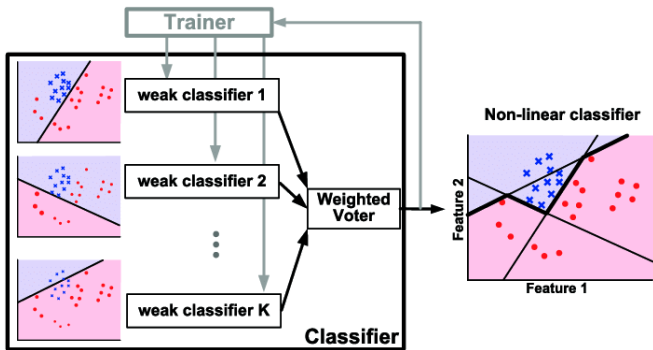 Trainer
weak classifier 1
weak classifier 2
weak classifier K
Weighted
Voter
Classifier
Non-linear classifier
Feature 2
Feature 1